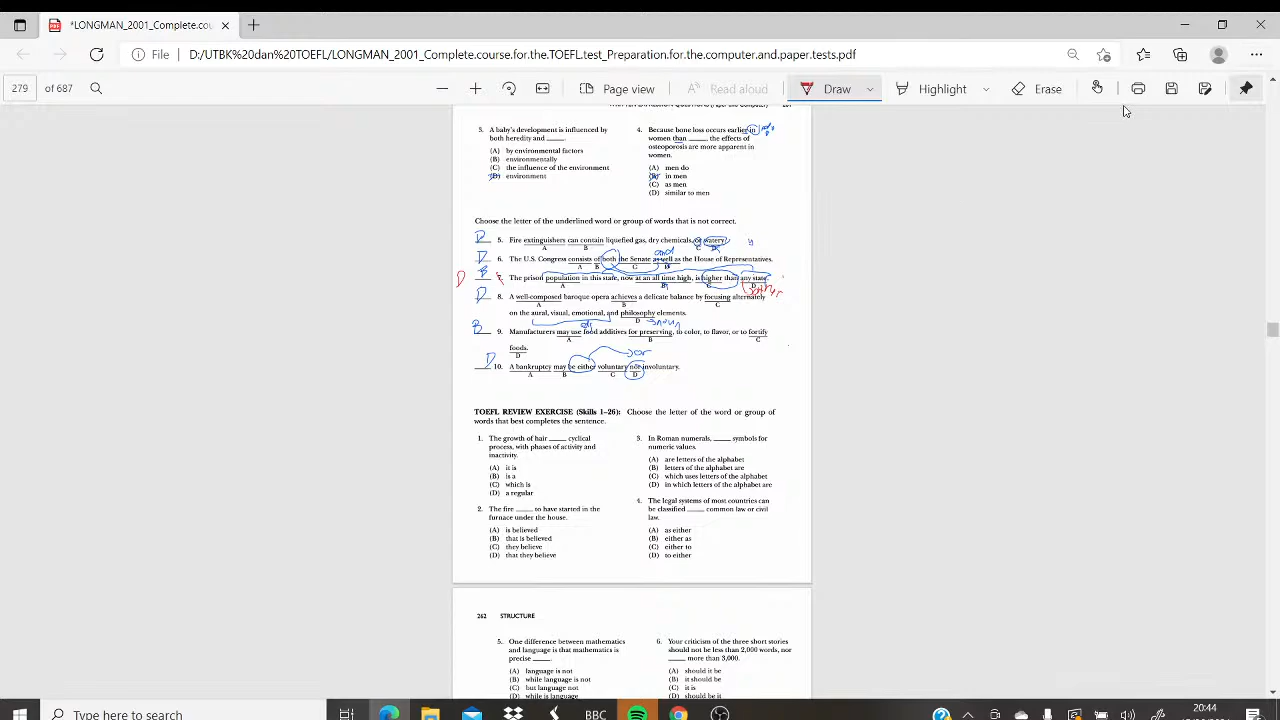 *LONGMAN_2001_Complete.cou
File D:/UTBK%20dan%20TOEFL/LONGMAN_2001_Complete.course.for.the.TOEFL.test_Preparation.for.the.computer.and.paper.tests.pdf
279 of 687 Page view Read aloud Draw Highlight Erase
3. A baby's development is influenced by
both heredity and ____.
(A) by environmental factors
(B) environmentally
(C) the influence of the environment
(D) environment
4. Because bone loss occurs earlier in
women than ____, the effects of
osteoporosis are more apparent in
women.
(A) men do
(B) in men
(C) as men
(D) similar to men
Choose the letter of the underlined word or group of words that is not correct.
D 5. Fire extinguishers can contain liquefied gas, dry chemicals, or watery.
A B C D
and
D 6. The U.S. Congress consists of both the Senate as well as the House of Representatives.
A B C D
D B 7. The prison population in this state, now at an all time high, is higher than any state.
A B C D
D 8. A well-composed baroque opera achieves a delicate balance by focusing alternately
A B C
on the aural, visual, emotional, and philosophy elements.
D noun
B 9. Manufacturers may use food additives for preserving, to color, to flavor, or to fortify
A B C
foods.
D
or
D 10. A bankruptcy may be either voluntary nor involuntary.
A B C D
TOEFL REVIEW EXERCISE (Skills 1–26): Choose the letter of the word or group of
words that best completes the sentence.
1. The growth of hair ____ cyclical
process, with phases of activity and
inactivity.
(A) it is
(B) is a
(C) which is
(D) a regular
2. The fire ____ to have started in the
furnace under the house.
(A) is believed
(B) that is believed
(C) they believe
(D) that they believe
3. In Roman numerals, ____ symbols for
numeric values.
(A) are letters of the alphabet
(B) letters of the alphabet are
(C) which uses letters of the alphabet
(D) in which letters of the alphabet are
4. The legal systems of most countries can
be classified ____ common law or civil
law.
(A) as either
(B) either as
(C) either to
(D) to either
262 STRUCTURE
5. One difference between mathematics
and language is that mathematics is
precise ____.
(A) language is not
(B) while language is not
(C) but language not
(D) while is language
6. Your criticism of the three short stories
should not be less than 2,000 words, nor
____ more than 3,000.
(A) should it be
(B) it should be
(C) it is
(D) should be it
Type here to search
BBC
20:44